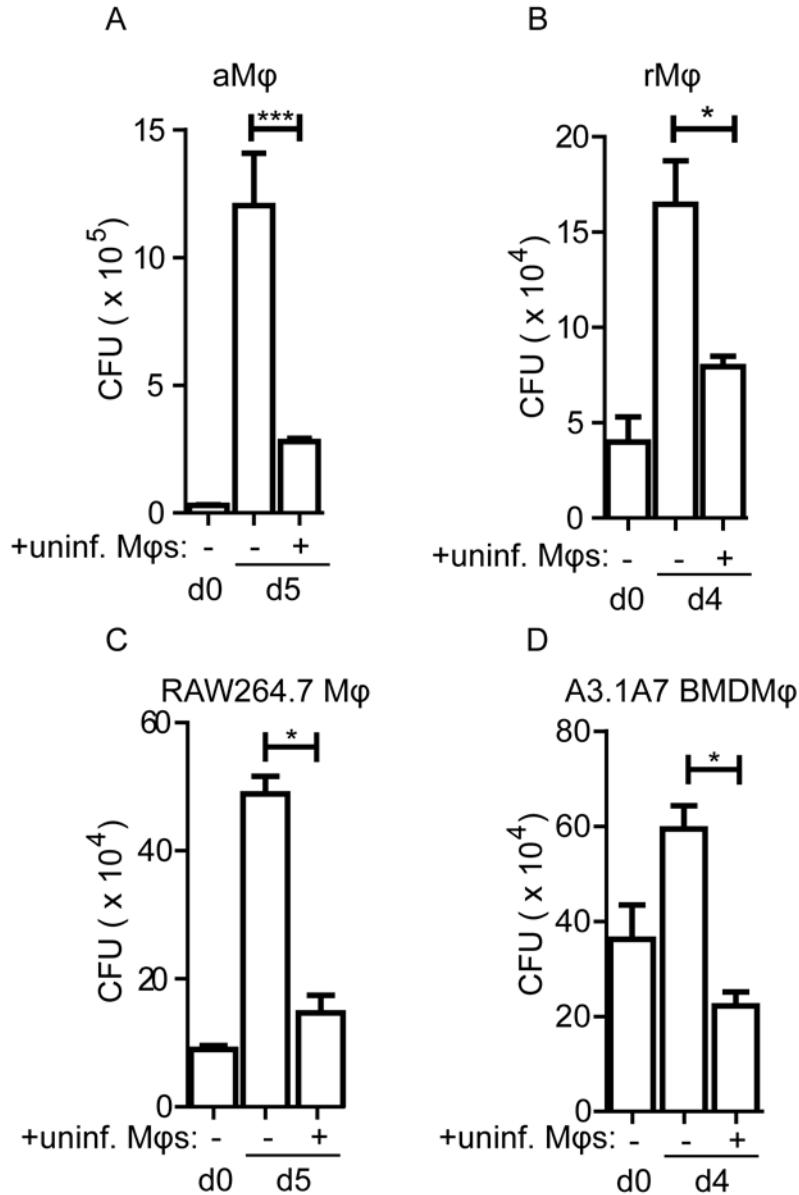 A
aMφ
***
15
10
5
0
CFU ( x 10⁵)
+uninf. Mφs: - - +
d0 d5
B
rMφ
*
20
15
10
5
0
CFU ( x 10⁴)
+uninf. Mφs: - - +
d0 d4
C
RAW264.7 Mφ
*
60
40
20
0
CFU ( x 10⁴)
+uninf. Mφs: - - +
d0 d5
D
A3.1A7 BMDMφ
*
80
60
40
20
0
CFU ( x 10⁴)
+uninf. Mφs: - - +
d0 d4